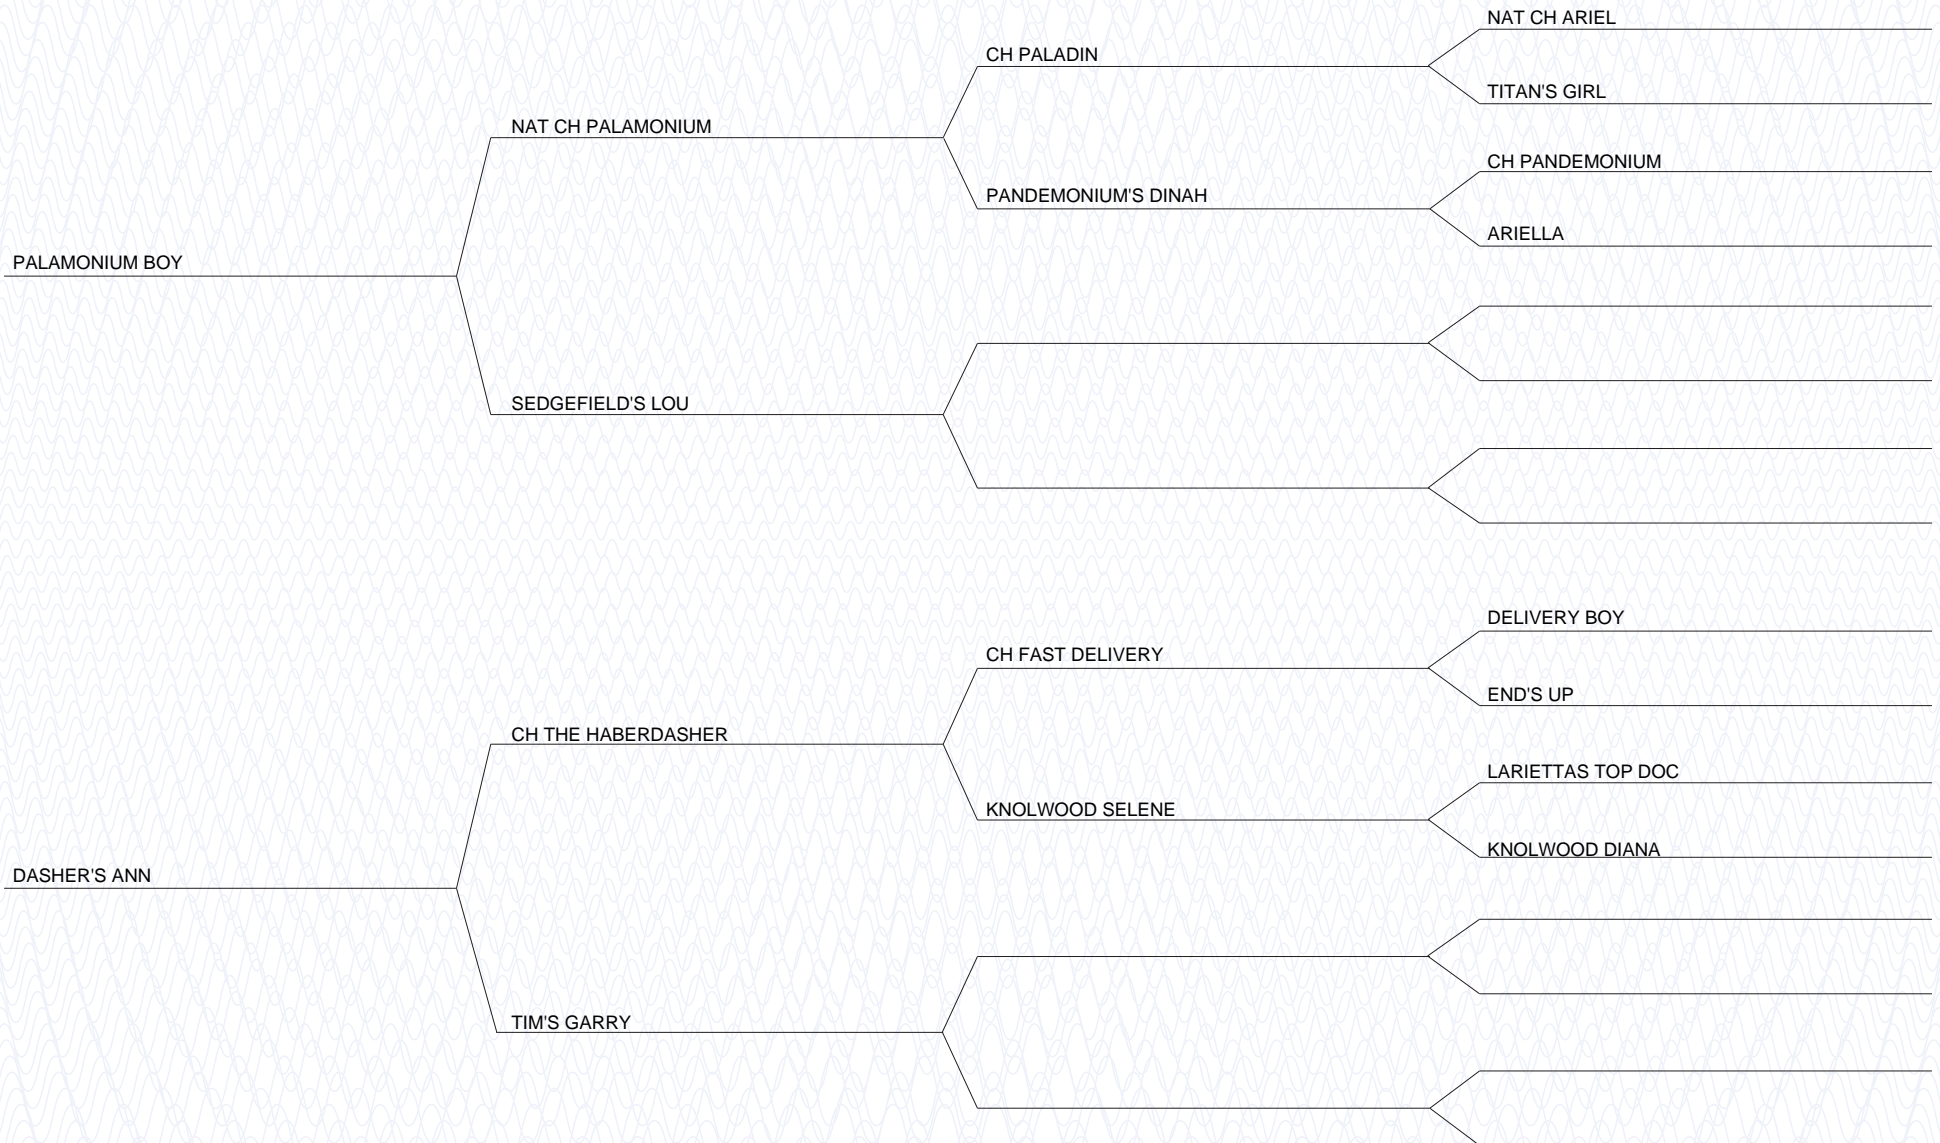 NAT CH ARIEL
CH PALADIN
TITAN'S GIRL
NAT CH PALAMONIUM
CH PANDEMONIUM
PANDEMONIUM'S DINAH
ARIELLA
PALAMONIUM BOY
SEDGEFIELD'S LOU
DELIVERY BOY
CH FAST DELIVERY
END'S UP
CH THE HABERDASHER
LARIETTAS TOP DOC
KNOLWOOD SELENE
KNOLWOOD DIANA
DASHER'S ANN
TIM'S GARRY